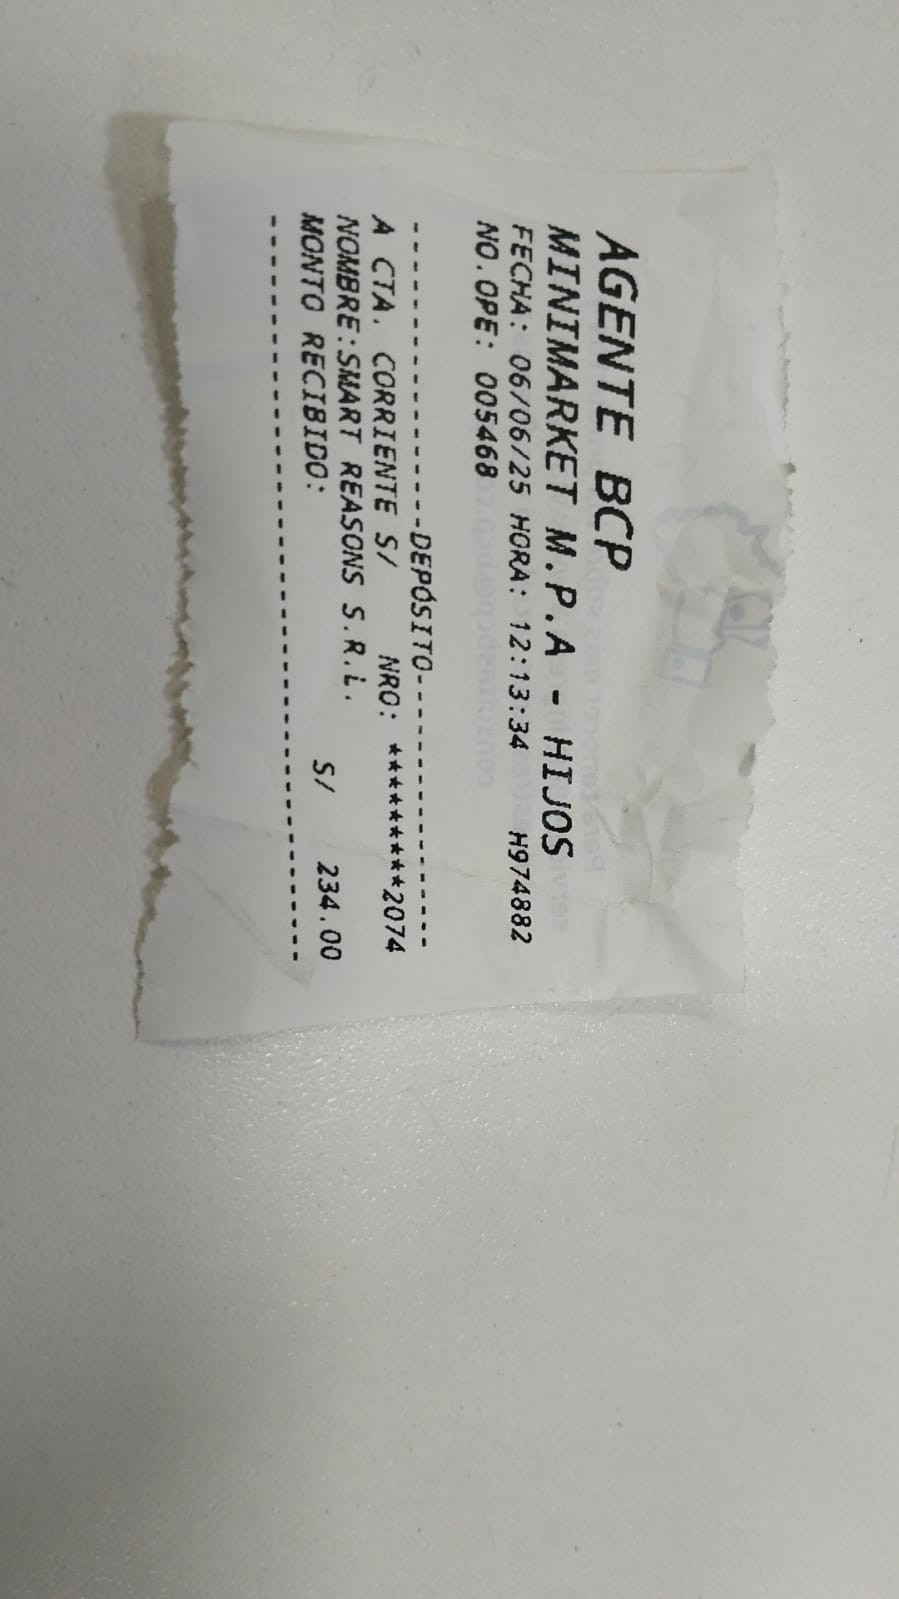 AGENTE BCP
MINIMARKET M.P.A - HIJOS
FECHA: 06/06/25 HORA: 12:13:34 H974882
NO.OPE: 005468
--------------------DEPÓSITO-------------------
A CTA. CORRIENTE S/ NRO: *********2074
NOMBRE:SMART REASONS S.R.L.
MONTO RECIBIDO: S/ 234.00
------------------------------------------------